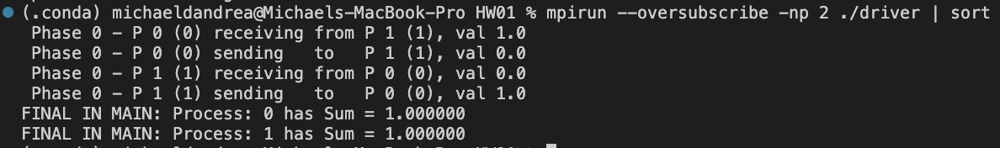 (.conda) michaeldandrea@Michaels-MacBook-Pro HW01 % mpirun --oversubscribe -np 2 ./driver | sort
Phase 0 - P 0 (0) receiving from P 1 (1), val 1.0
Phase 0 - P 0 (0) sending   to   P 1 (1), val 0.0
Phase 0 - P 1 (1) receiving from P 0 (0), val 0.0
Phase 0 - P 1 (1) sending   to   P 0 (0), val 1.0
FINAL IN MAIN: Process: 0 has Sum = 1.000000
FINAL IN MAIN: Process: 1 has Sum = 1.000000